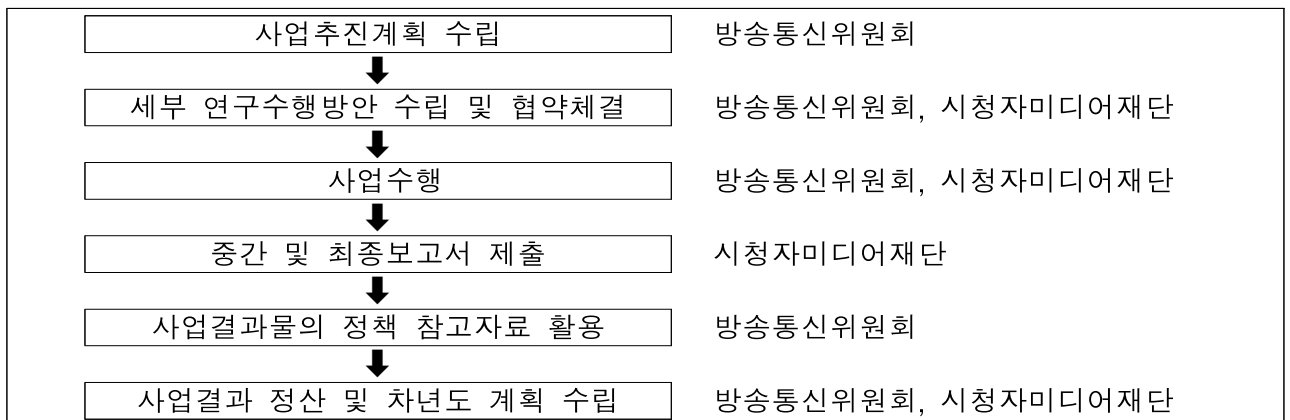 사업추진계획 수립 방송통신위원회
세부 연구수행방안 수립 및 협약체결 방송통신위원회, 시청자미디어재단
사업수행 방송통신위원회, 시청자미디어재단
중간 및 최종보고서 제출 시청자미디어재단
사업결과물의 정책 참고자료 활용 방송통신위원회
사업결과 정산 및 차년도 계획 수립 방송통신위원회, 시청자미디어재단